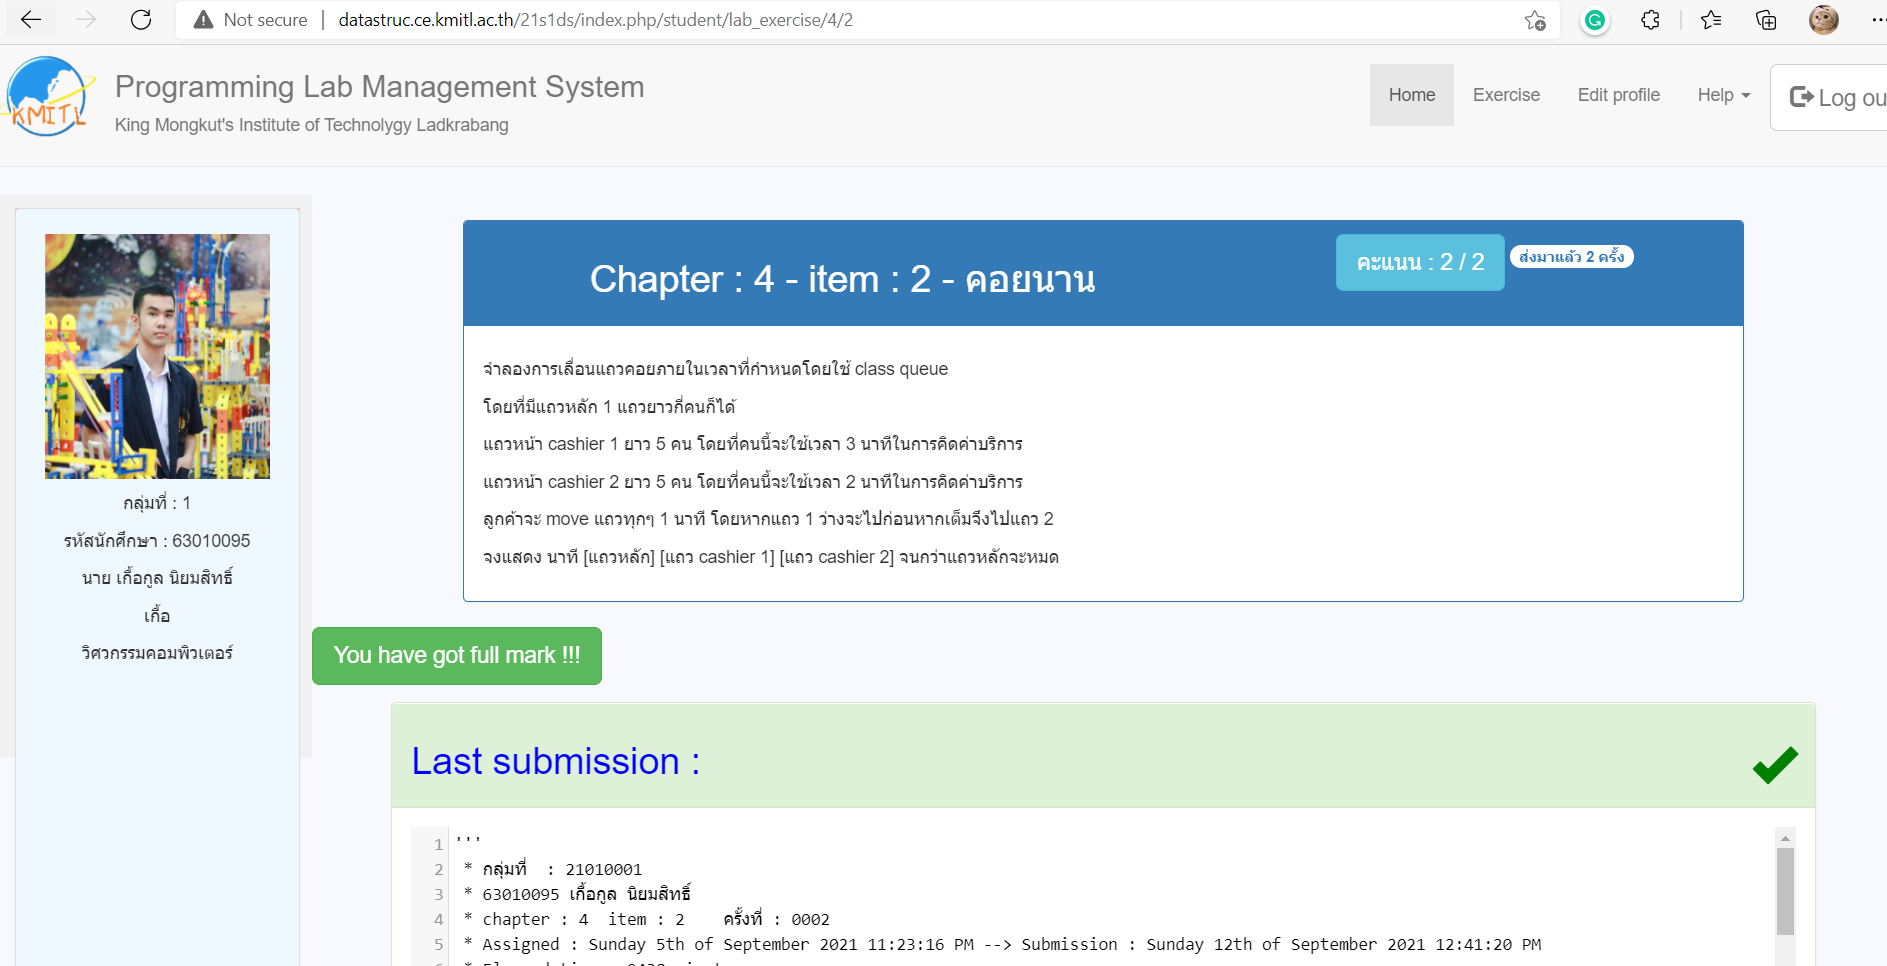 Not secure | datastruc.ce.kmitl.ac.th/21s1ds/index.php/student/lab_exercise/4/2
KMITL
Programming Lab Management System
King Mongkut's Institute of Technolygy Ladkrabang
Home Exercise Edit profile Help Log ou
กลุ่มที่ : 1
รหัสนักศึกษา : 63010095
นาย เกื้อกูล นิยมสิทธิ์
เกื้อ
วิศวกรรมคอมพิวเตอร์
Chapter : 4 - item : 2 - คอยนาน
คะแนน : 2 / 2
ส่งมาแล้ว 2 ครั้ง
จำลองการเลื่อนแถวคอยภายในเวลาที่กำหนดโดยใช้ class queue
โดยที่มีแถวหลัก 1 แถวยาวกี่คนก็ได้
แถวหน้า cashier 1 ยาว 5 คน โดยที่คนนี้จะใช้เวลา 3 นาทีในการคิดค่าบริการ
แถวหน้า cashier 2 ยาว 5 คน โดยที่คนนี้จะใช้เวลา 2 นาทีในการคิดค่าบริการ
ลูกค้าจะ move แถวทุกๆ 1 นาที โดยหากแถว 1 ว่างจะไปก่อนหากเต็มจึงไปแถว 2
จงแสดง นาที [แถวหลัก] [แถว cashier 1] [แถว cashier 2] จนกว่าแถวหลักจะหมด
You have got full mark !!!
Last submission :
1 '''
2 * กลุ่มที่ : 21010001
3 * 63010095 เกื้อกูล นิยมสิทธิ์
4 * chapter : 4 item : 2 ครั้งที่ : 0002
5 * Assigned : Sunday 5th of September 2021 11:23:16 PM --> Submission : Sunday 12th of September 2021 12:41:20 PM